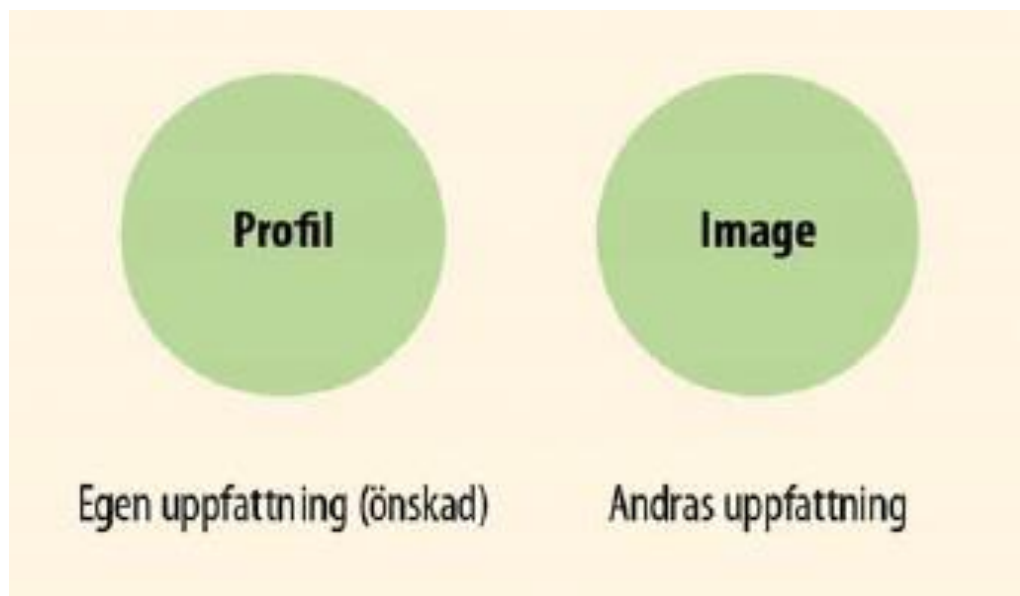 Profil
Image
Egen uppfattning (önskad)
Andras uppfattning